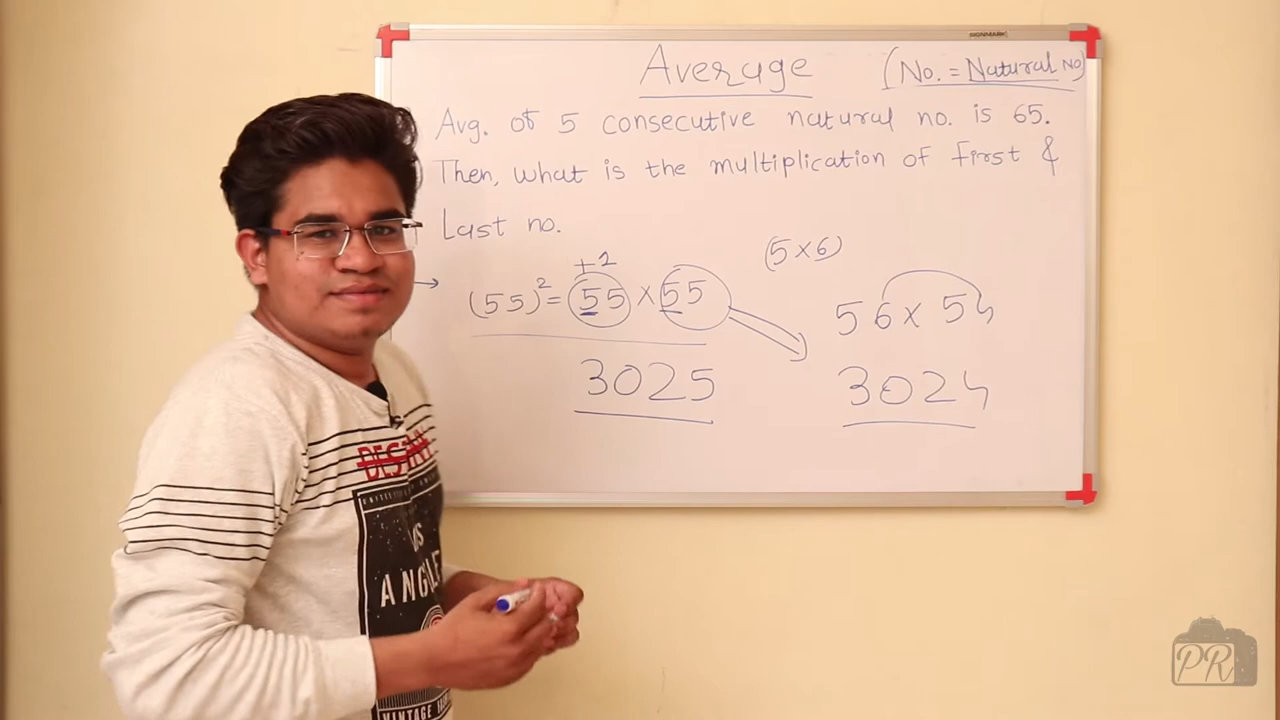 SIGNMARK
Average
(No. = Natural No)
Avg. of 5 consecutive natural no. is 65.
Then, what is the multiplication of first &
Last no.
(5×6)
+1
→ (55)² = 55 × 55
56 × 54
3025
3024
DESTINY
ANGLE
VINTAGE
PR